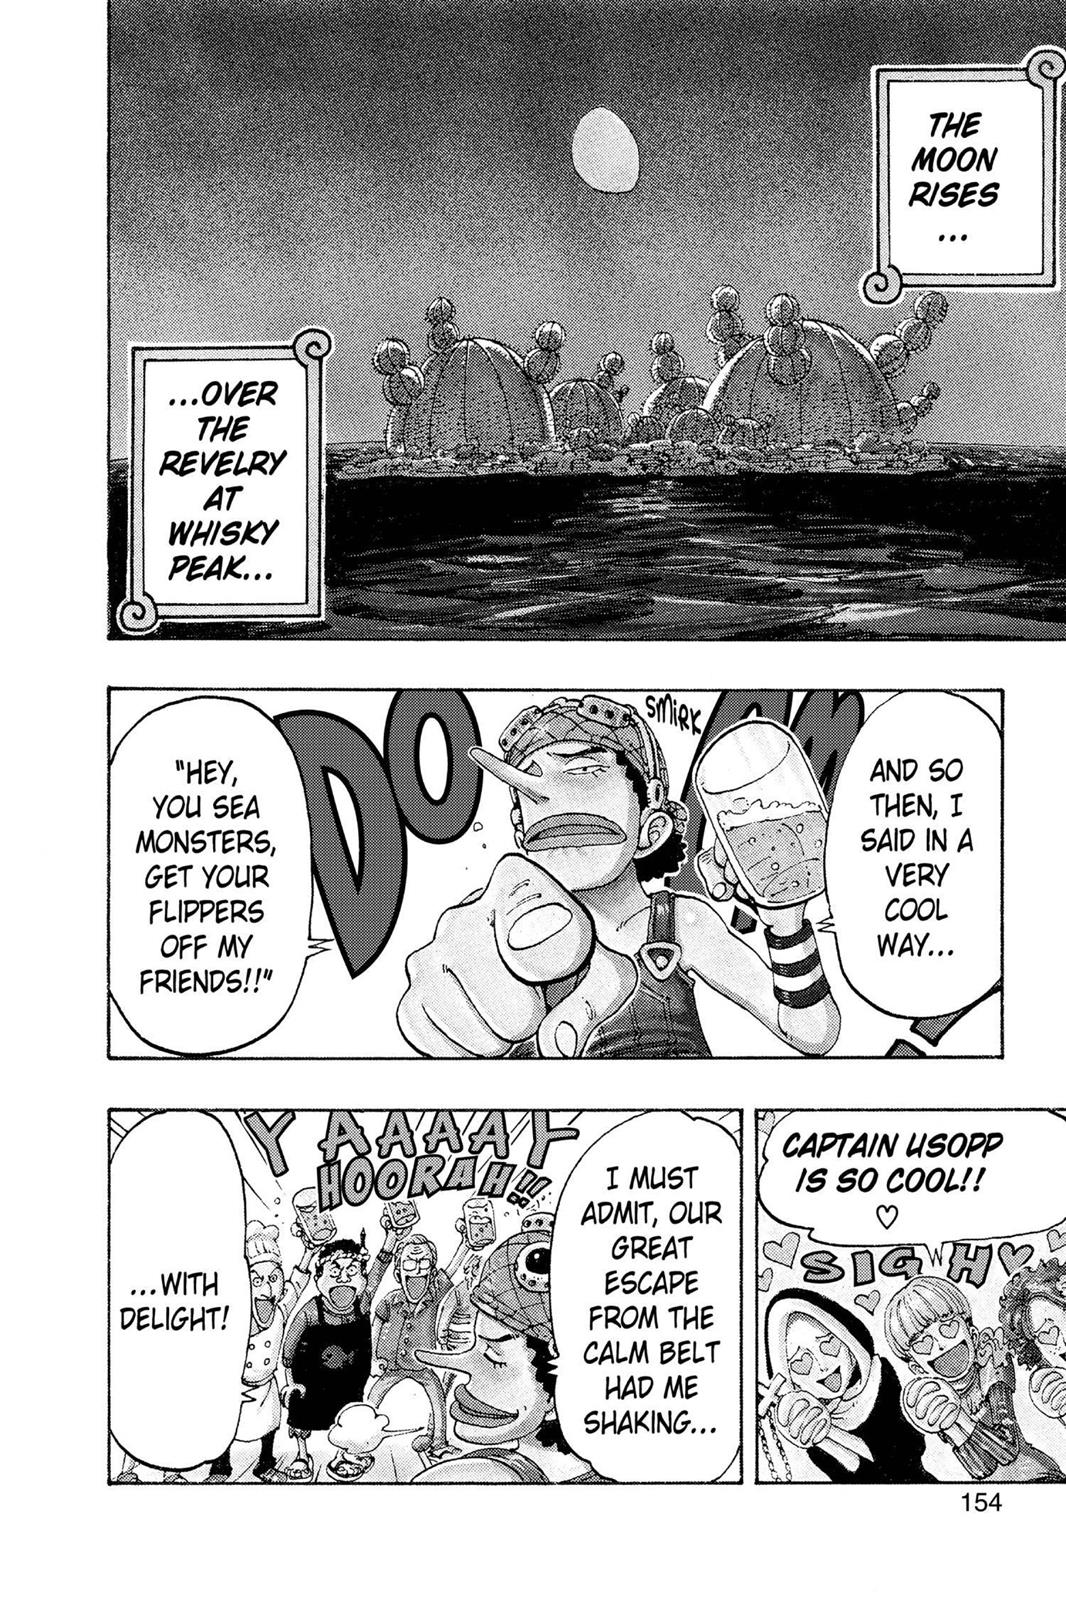 THE
MOON
RISES
...
...OVER
THE
REVELRY
AT
WHISKY
PEAK...
AND SO
THEN, I
SAID IN A
VERY
COOL
WAY...
SMIRK
DOOM
"HEY,
YOU SEA
MONSTERS,
GET YOUR
FLIPPERS
OFF MY
FRIENDS!!"
CAPTAIN USOPP
IS SO COOL!!
♡
SIGH
I MUST
ADMIT, OUR
GREAT
ESCAPE
FROM THE
CALM BELT
HAD ME
SHAKING...
YAAAAAY
HOORAH!!
...WITH
DELIGHT!
154